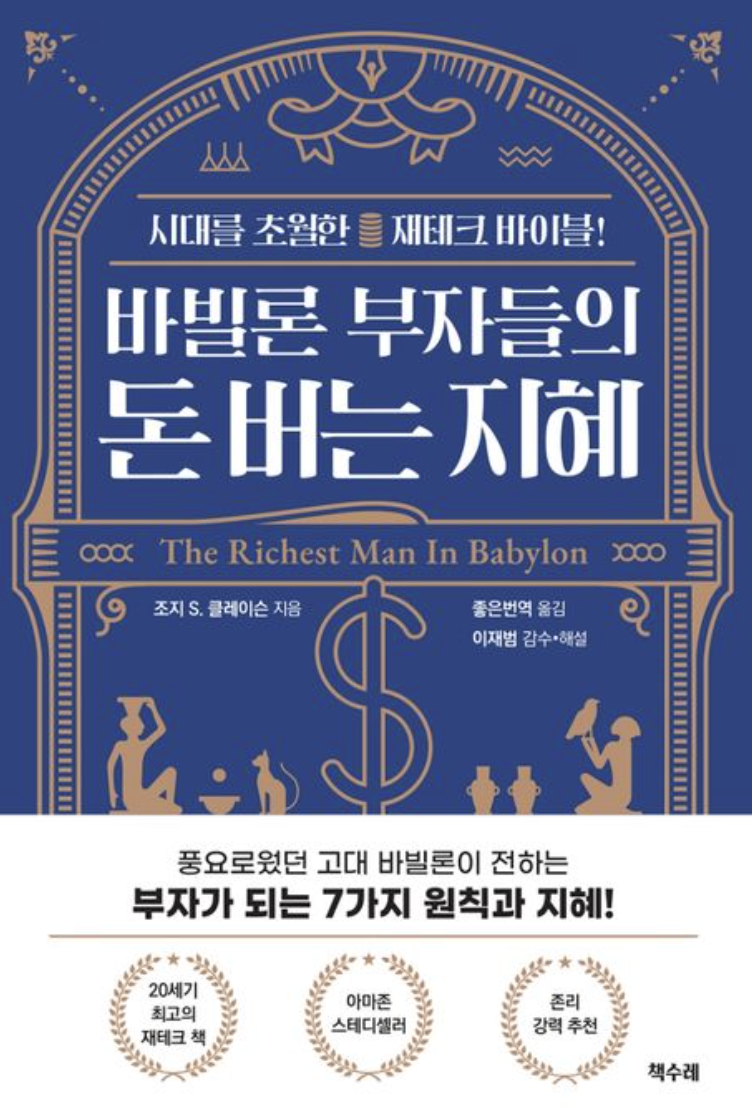 시대를 초월한 재테크 바이블!
바빌론 부자들의
돈 버는 지혜
The Richest Man In Babylon
조지 S. 클레이슨 지음
좋은번역 옮김
이재범 감수•해설
풍요로웠던 고대 바빌론이 전하는
부자가 되는 7가지 원칙과 지혜!
20세기
최고의
재테크 책
아마존
스테디셀러
존리
강력 추천
책수레